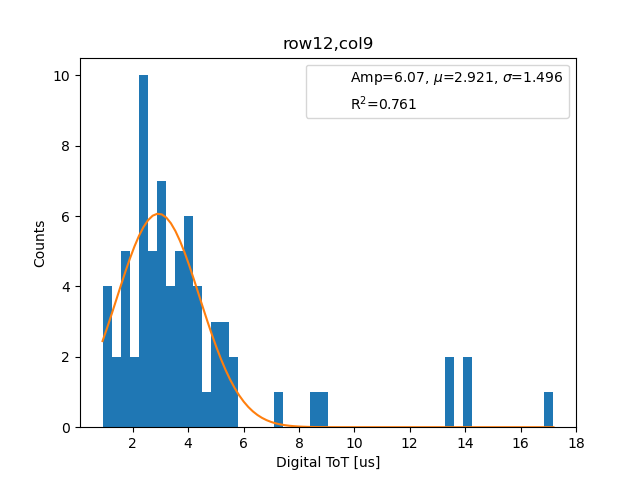 row12,col9
Amp=6.07, μ=2.921, σ=1.496
R²=0.761
Counts
10
8
6
4
2
0
2 4 6 8 10 12 14 16 18
Digital ToT [us]